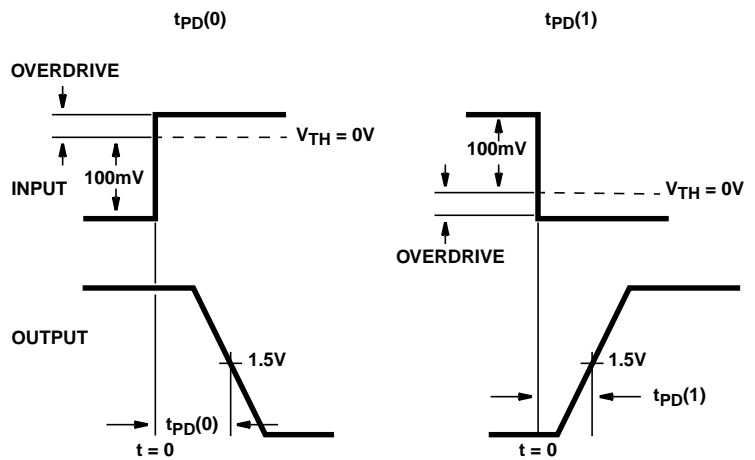 tPD(0)
OVERDRIVE
VTH = 0V
100mV
INPUT
OUTPUT
1.5V
tPD(0)
t = 0
tPD(1)
100mV
VTH = 0V
OVERDRIVE
1.5V
tPD(1)
t = 0